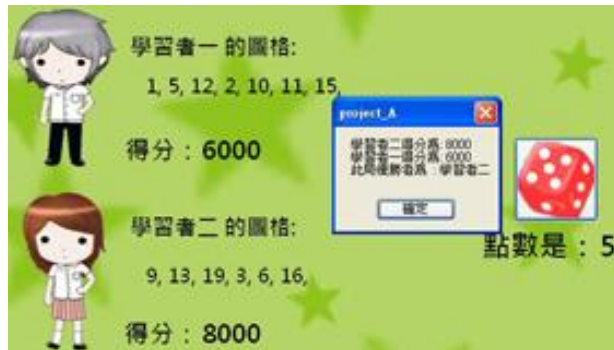 學習者一 的圖格:
1, 5, 12, 2, 10, 11, 15,
得分：6000
project_A
學習者二得分為:8000
學習者一得分為:6000
此局優勝者為：學習者二
確定
點數是：5
學習者二 的圖格:
9, 13, 19, 3, 6, 16,
得分：8000